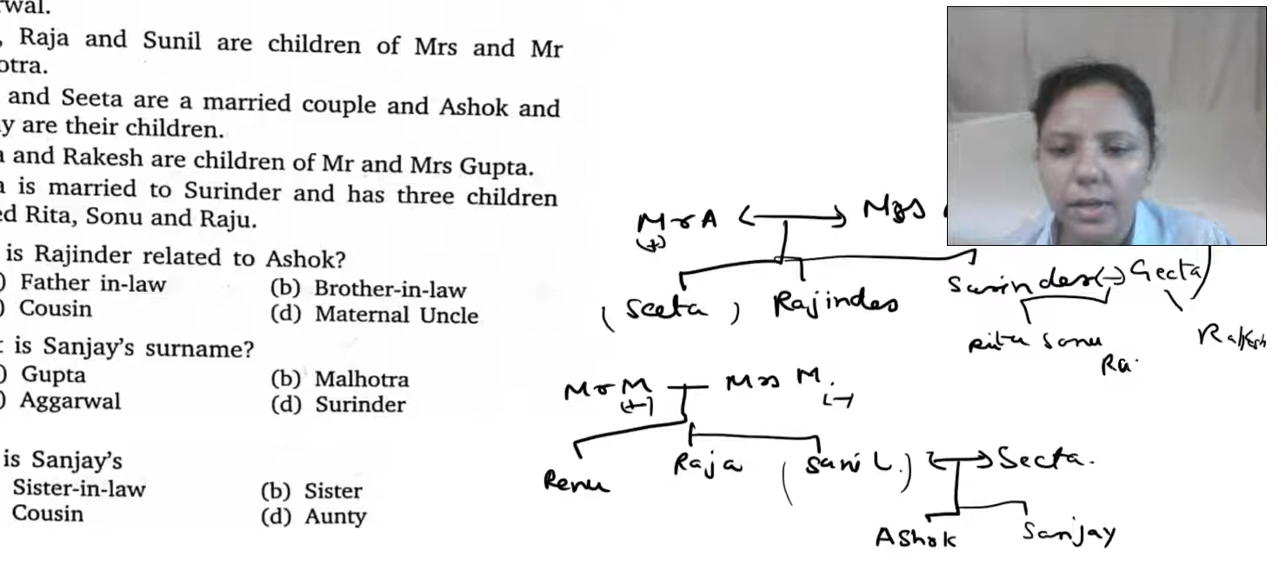 rwal.
, Raja and Sunil are children of Mrs and Mr
otra.
and Seeta are a married couple and Ashok and
y are their children.
a and Rakesh are children of Mr and Mrs Gupta.
a is married to Surinder and has three children
ed Rita, Sonu and Raju.
is Rajinder related to Ashok?
) Father in-law (b) Brother-in-law
) Cousin (d) Maternal Uncle
: is Sanjay's surname?
) Gupta (b) Malhotra
) Aggarwal (d) Surinder
is Sanjay's
Sister-in-law (b) Sister
Cousin (d) Aunty
Mr A Mrs
(+)
(Seeta) Rajinder Surinder(-) Geeta
Rita Sonu Rakesh
Ra
Mr M Mrs M.
(+) (-)
Renu Raja (Sunil) Seeta.
Ashok Sanjay